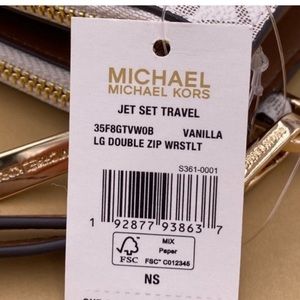 MICHAEL
MICHAEL KORS
JET SET TRAVEL
35F8GTVW0B VANILLA
LG DOUBLE ZIP WRSTLT
S361-0001
1 92877 93863 7
FSC
MIX
Paper
FSC™ C012345
NS